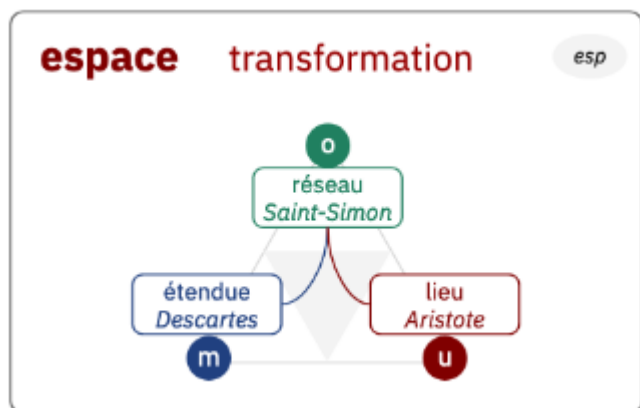 espace transformation esp
o
réseau
Saint-Simon
étendue lieu
Descartes Aristote
m u